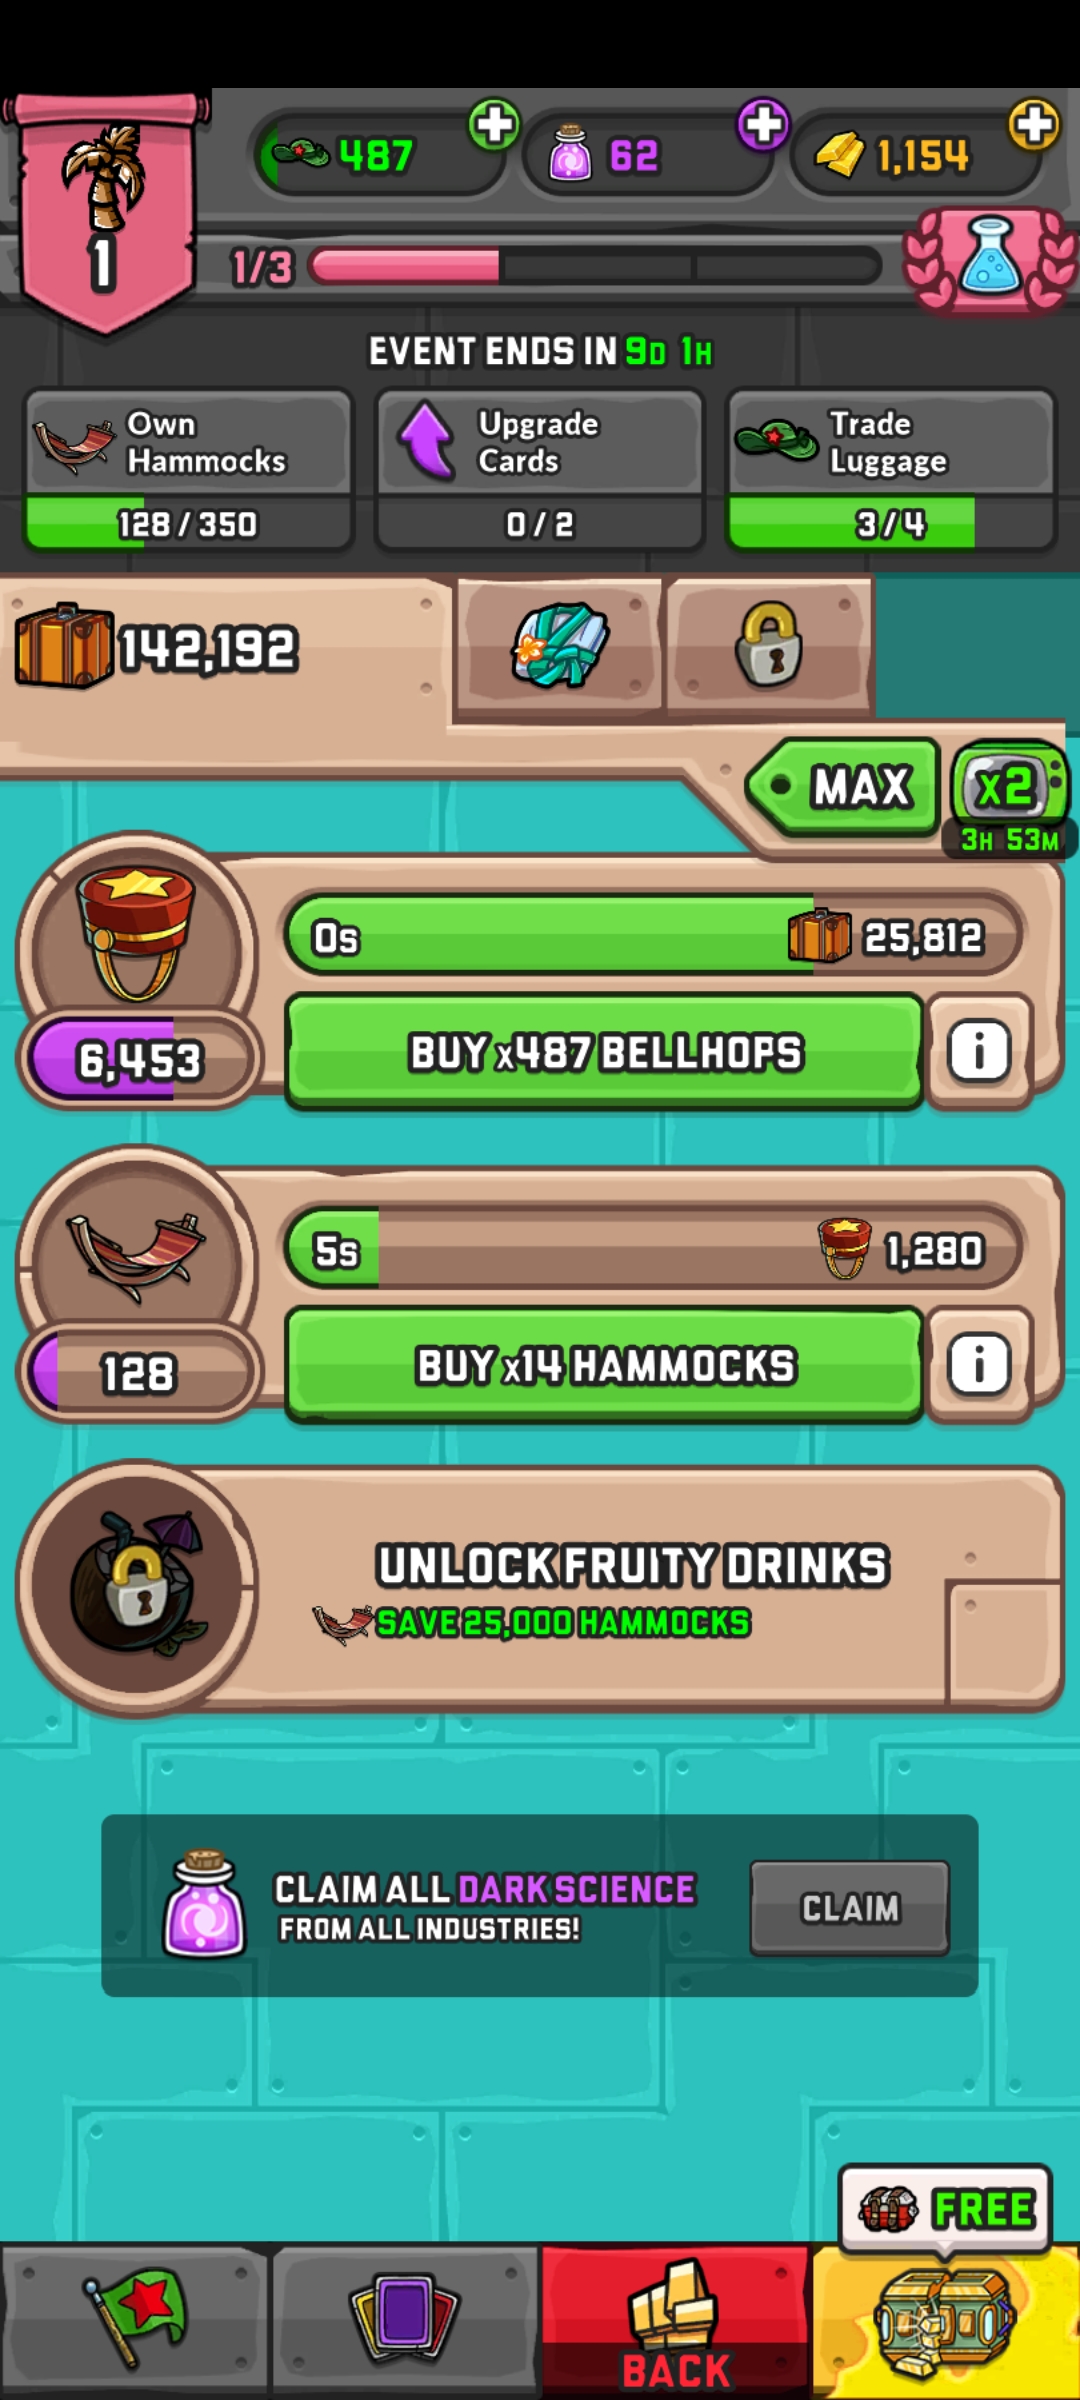 487
62
1,154
1
1/3
EVENT ENDS IN 9D 1H
Own
Hammocks
128 / 350
Upgrade
Cards
0 / 2
Trade
Luggage
3 / 4
142,192
MAX
x2
3H 53M
0s
25,812
6,453
BUY x487 BELLHOPS
i
5s
1,280
128
BUY x14 HAMMOCKS
i
UNLOCK FRUITY DRINKS
SAVE 25,000 HAMMOCKS
CLAIM ALL DARK SCIENCE
FROM ALL INDUSTRIES!
CLAIM
FREE
BACK